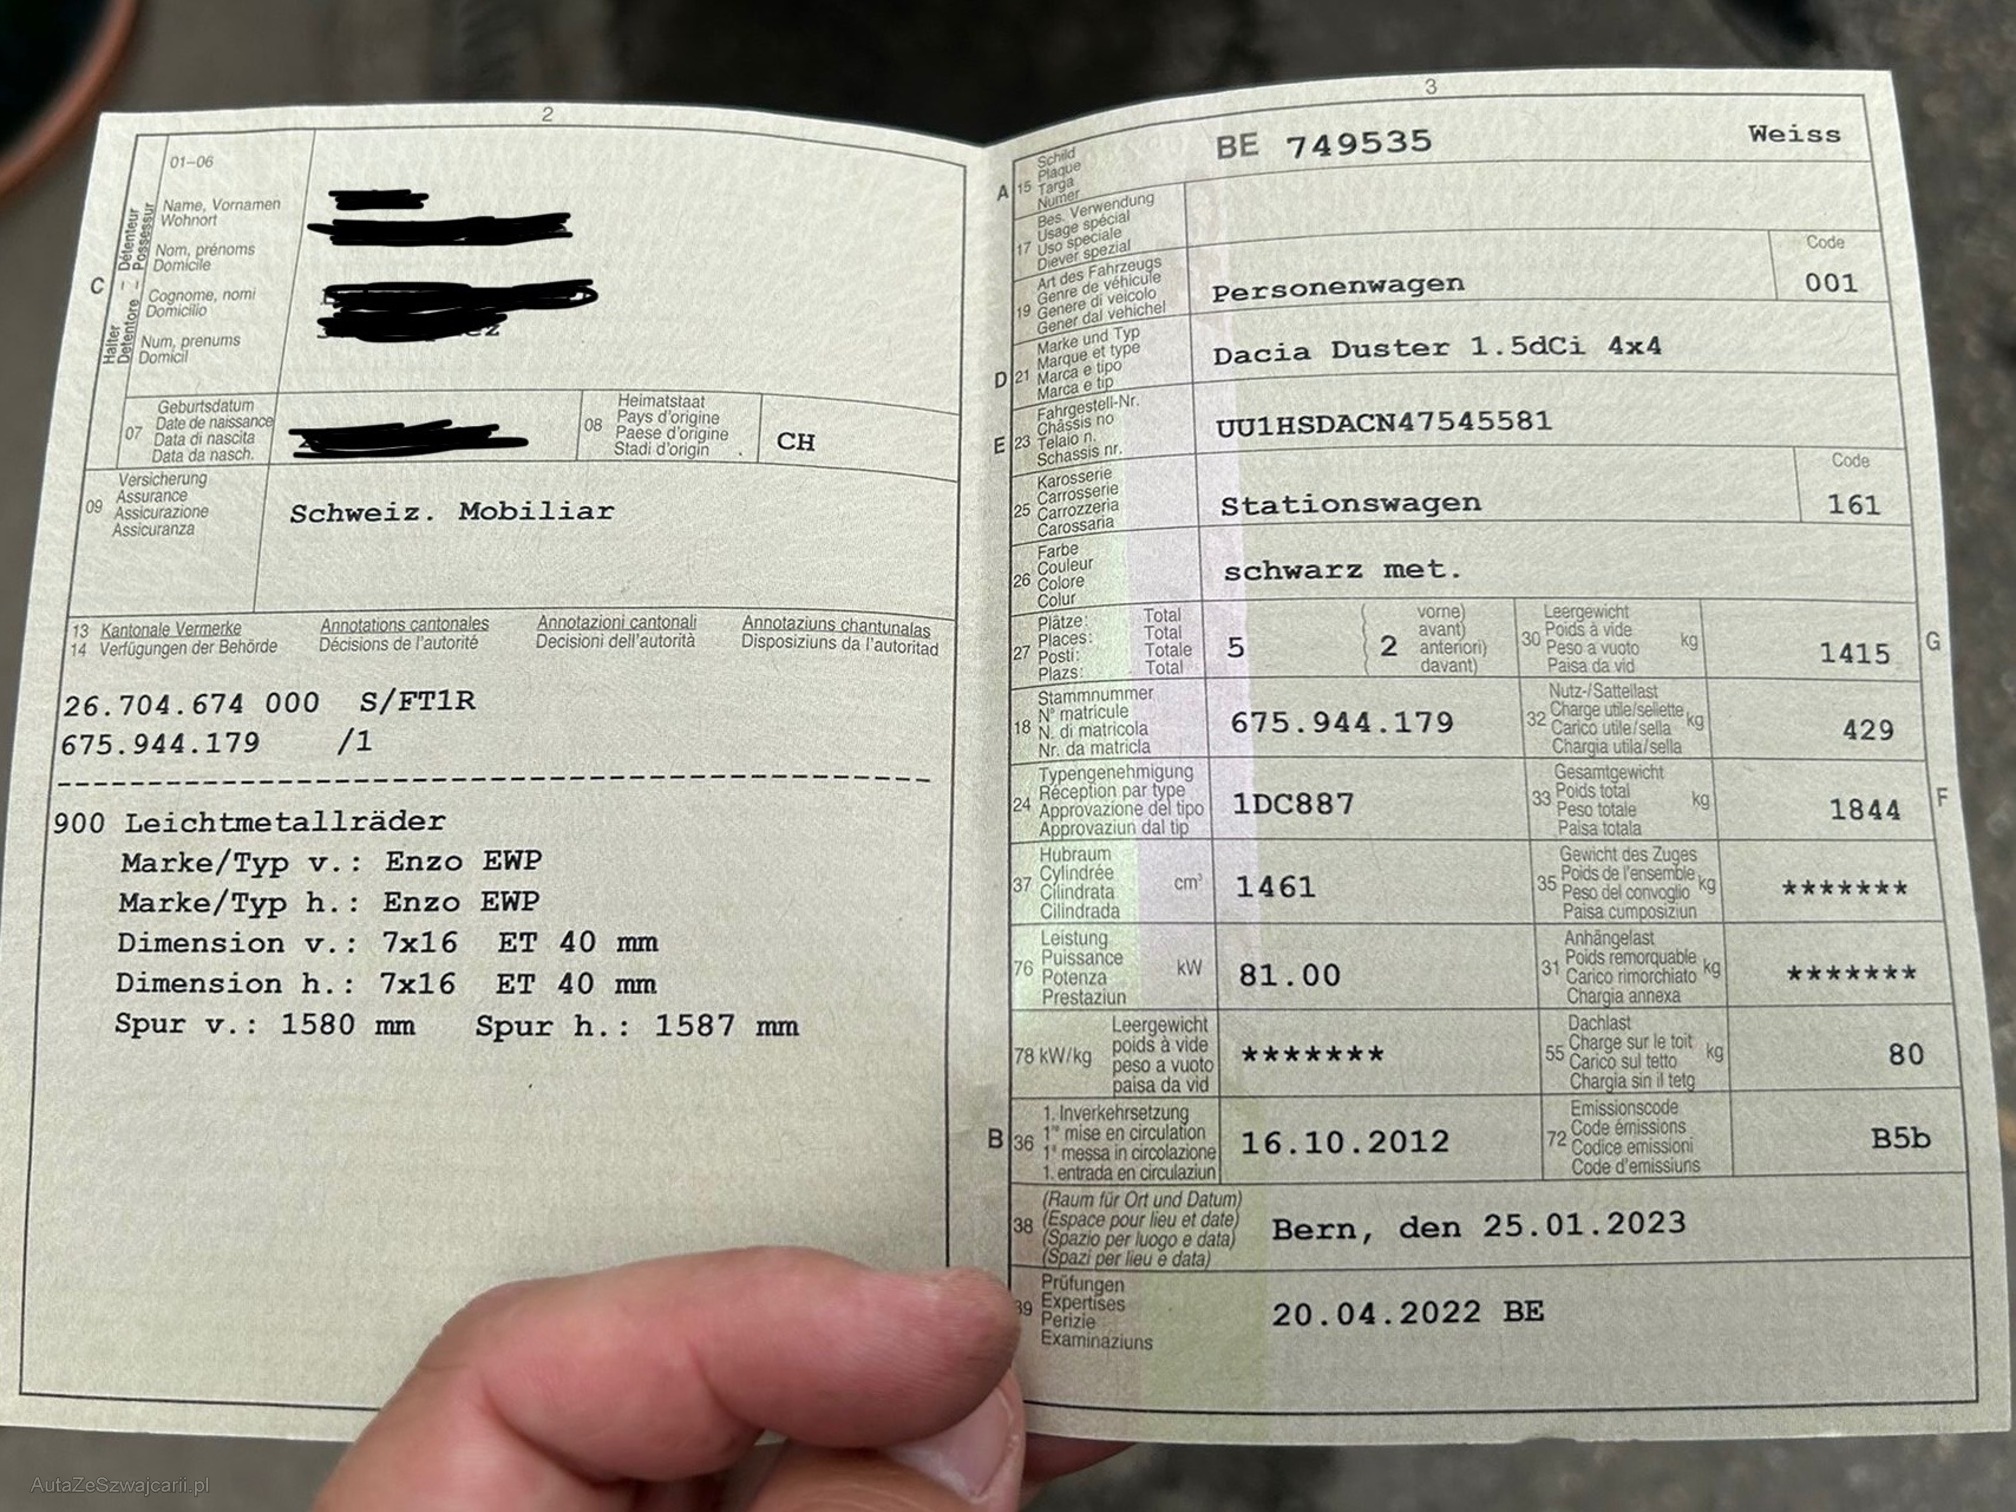 2
01–06
Halter – Détenteur
Detentore – Possessur
C
Name, Vornamen
Wohnort
Nom, prénoms
Domicile
Cognome, nomi
Domicilio
Num, prenums
Domicil
07
Geburtsdatum
Date de naissance
Data di nascita
Data da nasch.
08
Heimatstaat
Pays d'origine
Paese d'origine
Stadi d'origin
CH
09
Versicherung
Assurance
Assicurazione
Assicuranza
Schweiz. Mobiliar
13 Kantonale Vermerke Annotations cantonales Annotazioni cantonali Annotaziuns chantunalas
14 Verfügungen der Behörde Décisions de l'autorité Decisioni dell'autorità Disposiziuns da l'autoritad
26.704.674 000 S/FT1R
675.944.179 /1
900 Leichtmetallräder
Marke/Typ v.: Enzo EWP
Marke/Typ h.: Enzo EWP
Dimension v.: 7x16 ET 40 mm
Dimension h.: 7x16 ET 40 mm
Spur v.: 1580 mm Spur h.: 1587 mm
3
A 15
Schild
Plaque
Targa
Numer
BE 749535 Weiss
17
Bes. Verwendung
Usage spécial
Uso speciale
Diever spezial
19
Art des Fahrzeugs
Genre de véhicule
Genere di veicolo
Gener dal vehichel
Personenwagen
Code
001
D 21
Marke und Typ
Marque et type
Marca e tipo
Marca e tip
Dacia Duster 1.5dCi 4x4
E 23
Fahrgestell-Nr.
Châssis no
Telaio n.
Schassis nr.
UU1HSDACN47545581
25
Karosserie
Carrosserie
Carrozzeria
Carossaria
Stationswagen
Code
161
26
Farbe
Couleur
Colore
Colur
schwarz met.
27
Plätze: Total
Places: Total
Posti: Totale
Plazs: Total
5
2
vorne)
avant)
anteriori)
davant)
30
Leergewicht
Poids à vide
Peso a vuoto
Paisa da vid
kg
1415
G
18
Stammnummer
N° matricule
N. di matricola
Nr. da matricla
675.944.179
32
Nutz-/Sattellast
Charge utile/sellette
Carico utile/sella
Chargia utila/sella
kg
429
24
Typengenehmigung
Réception par type
Approvazione del tipo
Approvaziun dal tip
1DC887
33
Gesamtgewicht
Poids total
Peso totale
Paisa totala
kg
1844
F
37
Hubraum
Cylindrée
Cilindrata
Cilindrada
cm³
1461
35
Gewicht des Zuges
Poids de l'ensemble
Peso del convoglio
Paisa cumposiziun
kg
*******
76
Leistung
Puissance
Potenza
Prestaziun
kW
81.00
31
Anhängelast
Poids remorquable
Carico rimorchiato
Chargia annexa
kg
*******
78 kW/kg
Leergewicht
poids à vide
peso a vuoto
paisa da vid
*******
55
Dachlast
Charge sur le toit
Carico sul tetto
Chargia sin il tetg
kg
80
B 36
1. Inverkehrsetzung
1re mise en circulation
1a messa in circolazione
1. entrada en circulaziun
16.10.2012
72
Emissionscode
Code émissions
Codice emissioni
Code d'emissiuns
B5b
38
(Raum für Ort und Datum)
(Espace pour lieu et date)
(Spazio per luogo e data)
(Spazi per lieu e data)
Bern, den 25.01.2023
39
Prüfungen
Expertises
Perizie
Examinaziuns
20.04.2022 BE
AutaZeSzwajcarii.pl